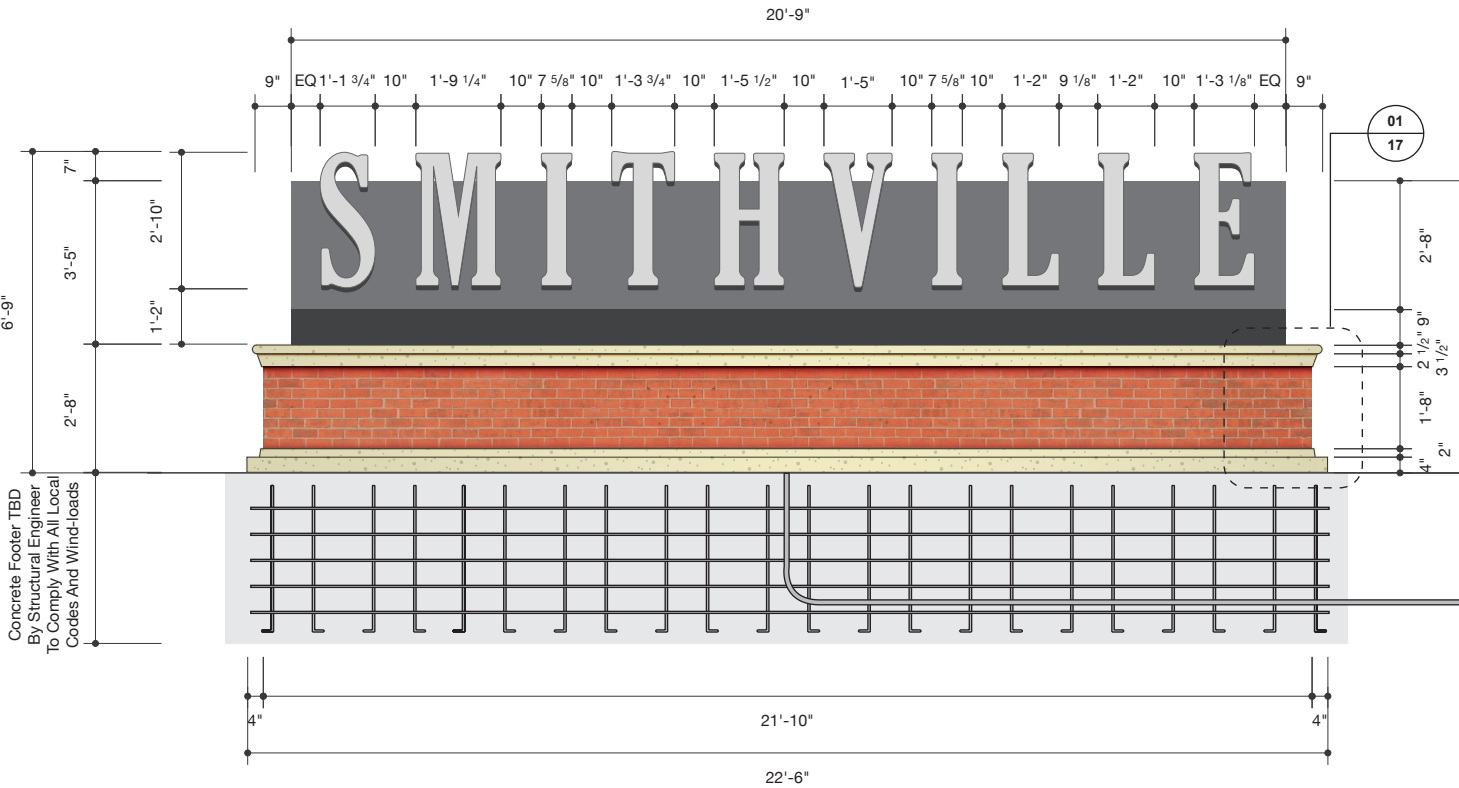 20'-9"
9" EQ 1'-1 3/4" 10" 1'-9 1/4" 10" 7 5/8" 10" 1'-3 3/4" 10" 1'-5 1/2" 10" 1'-5" 10" 7 5/8" 10" 1'-2" 9 1/8" 1'-2" 10" 1'-3 1/8" EQ 9"
01
17
SMITHVILLE
6'-9"
7"
3'-5"
2'-8"
2'-10"
1'-2"
2'-8"
9"
2 1/2"
3 1/2"
1'-8"
2"
4"
Concrete Footer TBD
By Structural Engineer
To Comply With All Local
Codes And Wind-loads
4" 21'-10" 4"
22'-6"